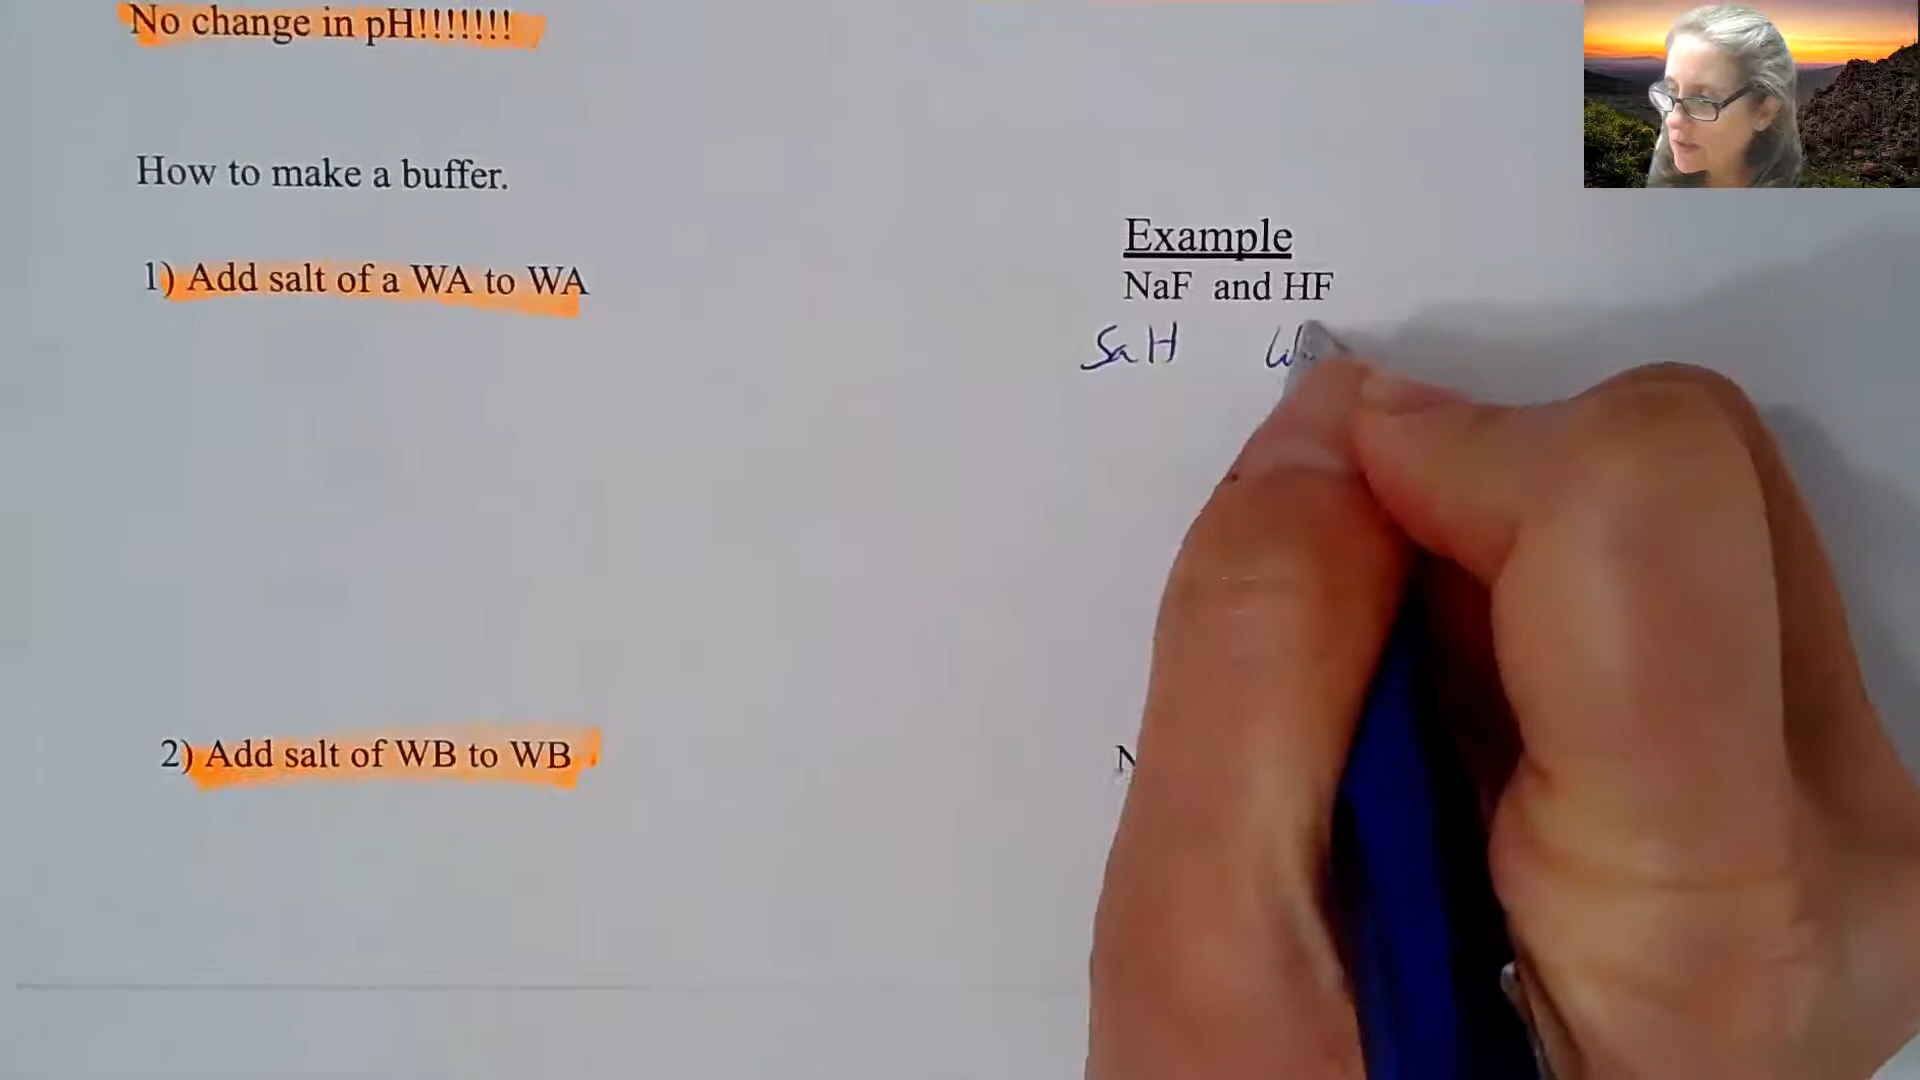 No change in pH!!!!!!!
How to make a buffer.
Example
1) Add salt of a WA to WA
NaF and HF
Salt
2) Add salt of WB to WB
N